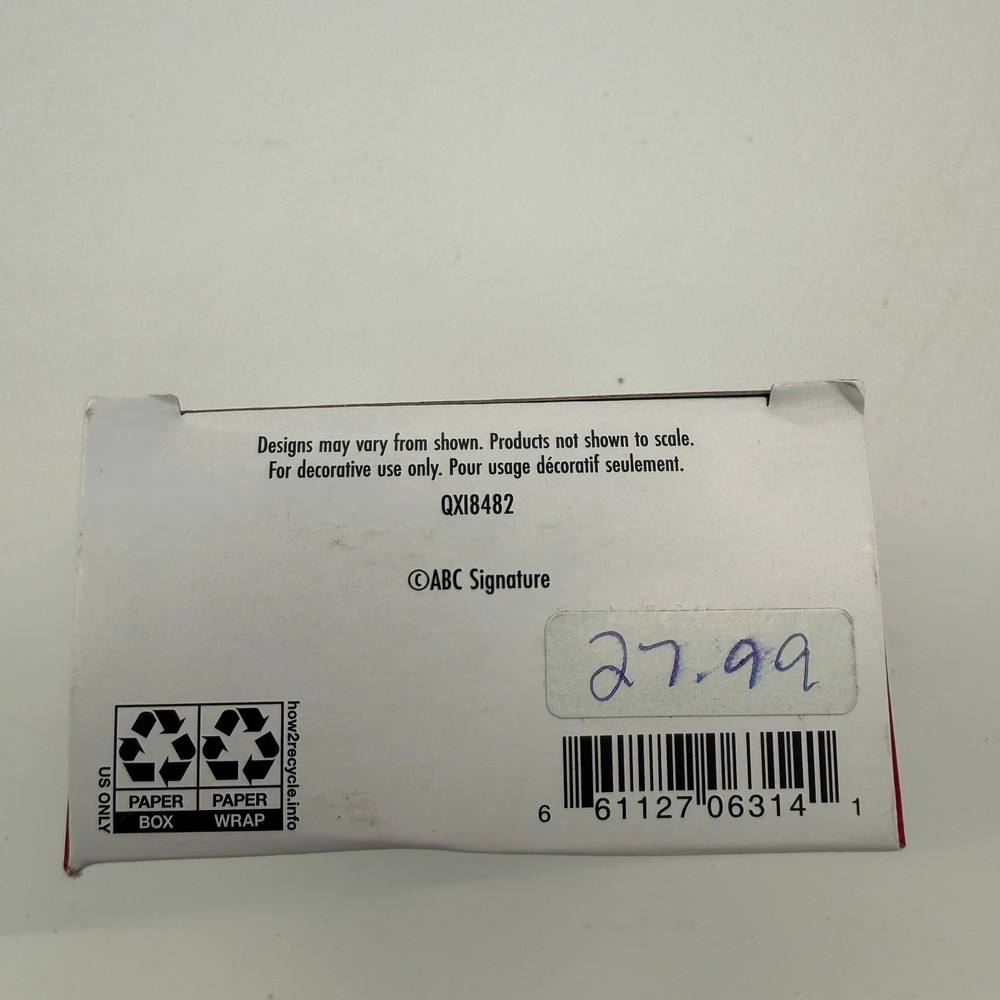 Designs may vary from shown. Products not shown to scale.
For decorative use only. Pour usage décoratif seulement.
QXI8482
©ABC Signature
27.99
how2recycle.info
US ONLY
PAPER PAPER
BOX WRAP
6 61127 06314 1